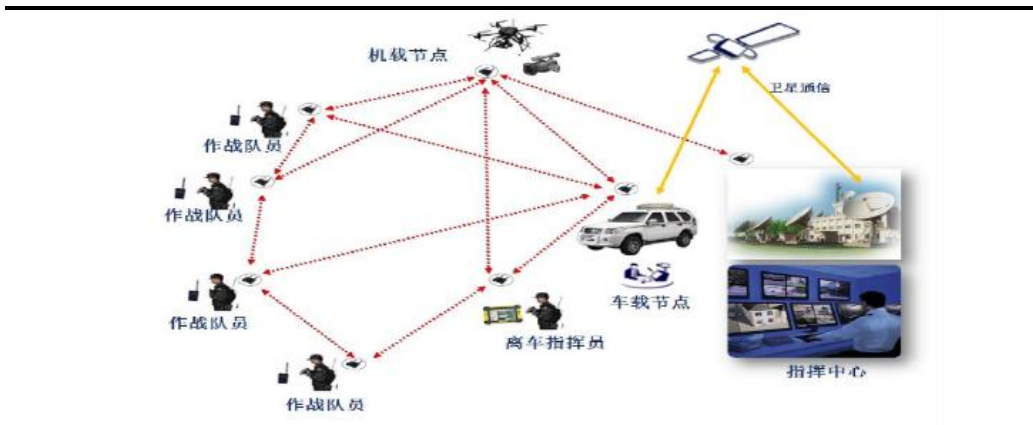 机载节点
卫星通信
作战队员
作战队员
作战队员
车载节点
离车指挥员
指挥中心
作战队员